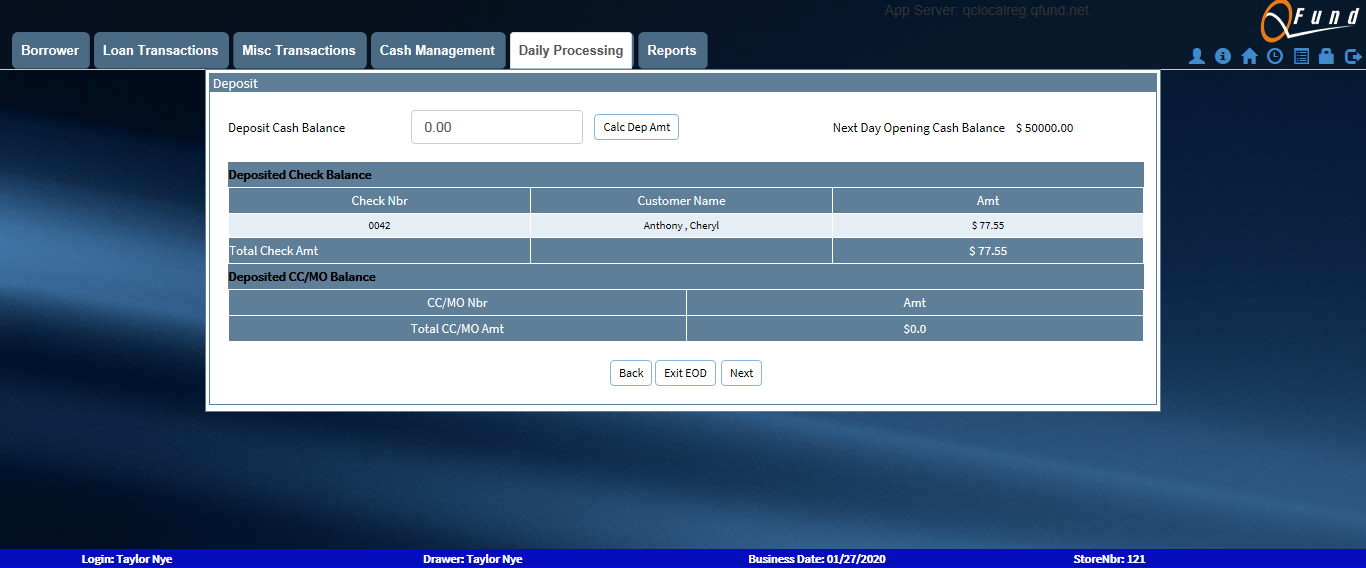 App Server: qclocalreg.qfund.net
QFund
Borrower Loan Transactions Misc Transactions Cash Management Daily Processing Reports
Deposit
Deposit Cash Balance 0.00 Calc Dep Amt Next Day Opening Cash Balance $ 50000.00
Deposited Check Balance
Check Nbr Customer Name Amt
0042 Anthony , Cheryl $ 77.55
Total Check Amt $ 77.55
Deposited CC/MO Balance
CC/MO Nbr Amt
Total CC/MO Amt $0.0
Back Exit EOD Next
Login: Taylor Nye Drawer: Taylor Nye Business Date: 01/27/2020 StoreNbr: 121